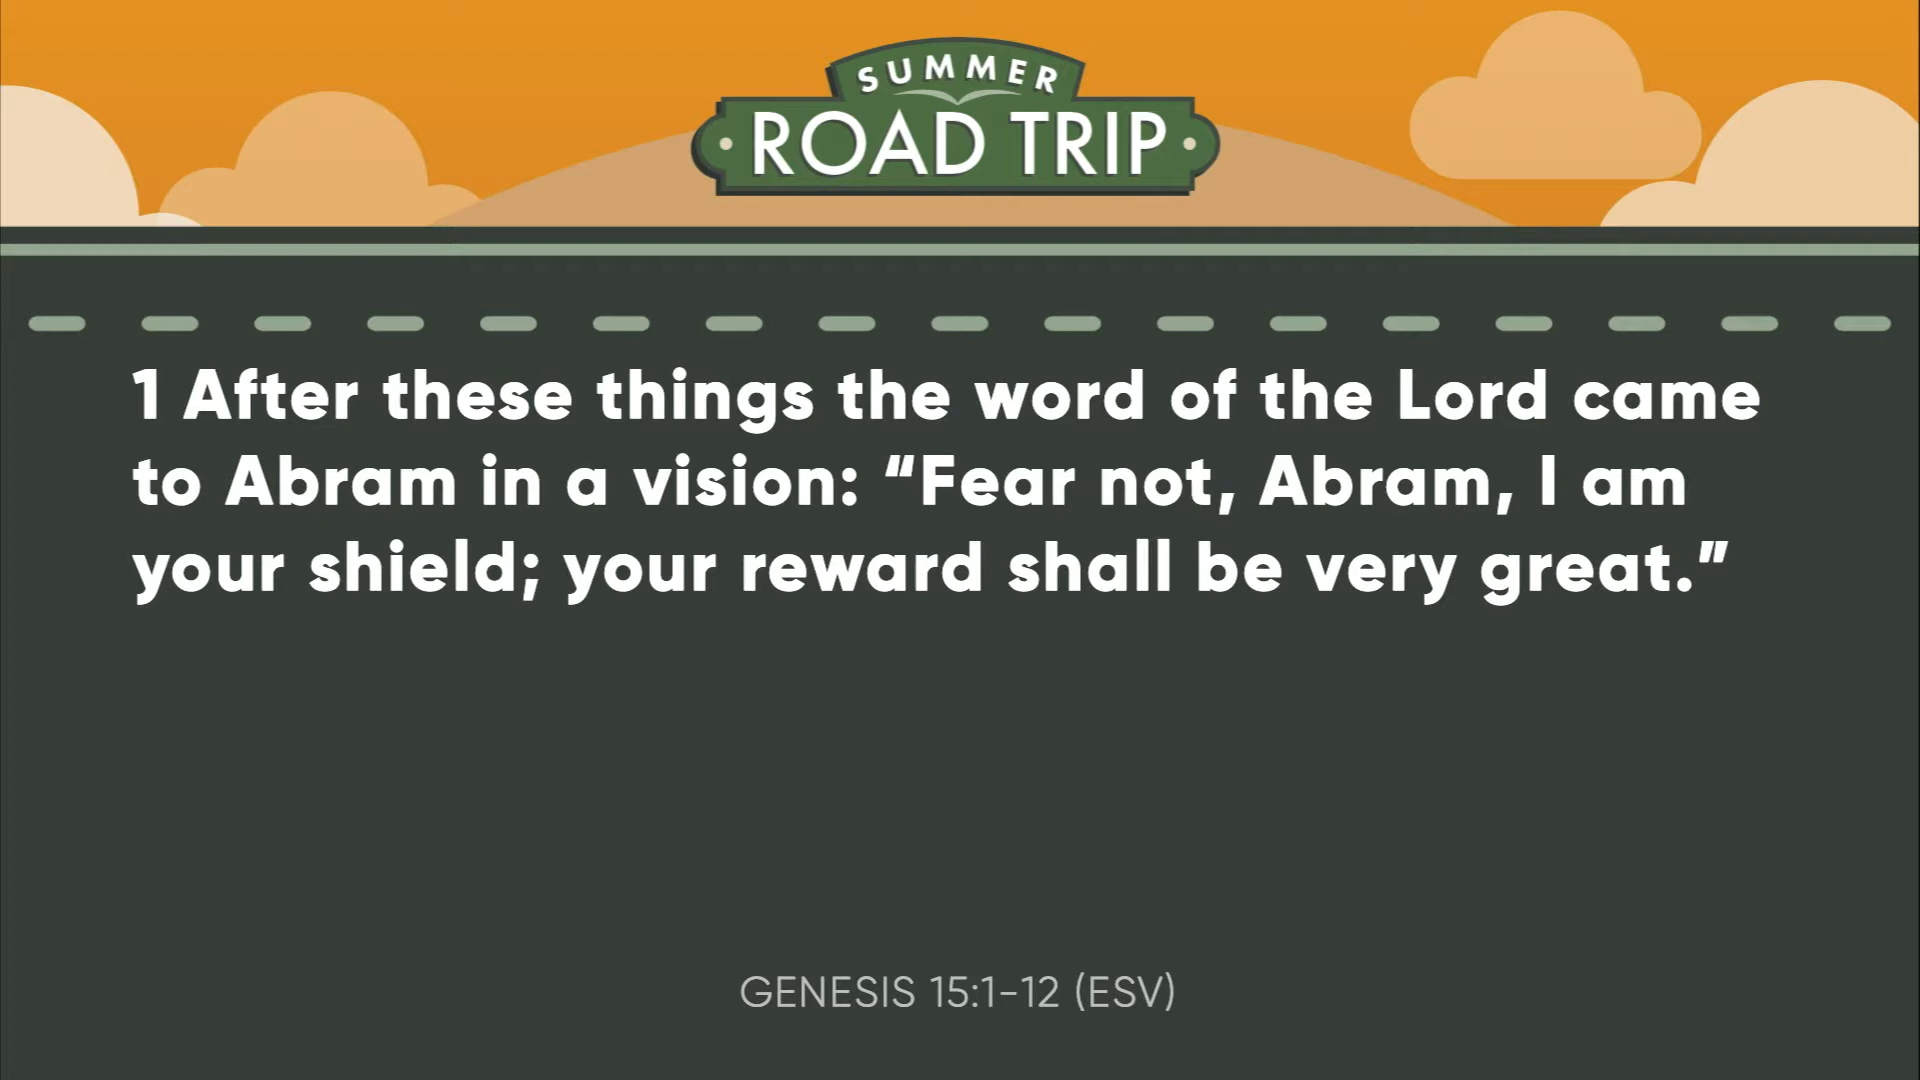 SUMMER
ROAD TRIP
1 After these things the word of the Lord came
to Abram in a vision: “Fear not, Abram, I am
your shield; your reward shall be very great.”
GENESIS 15:1-12 (ESV)